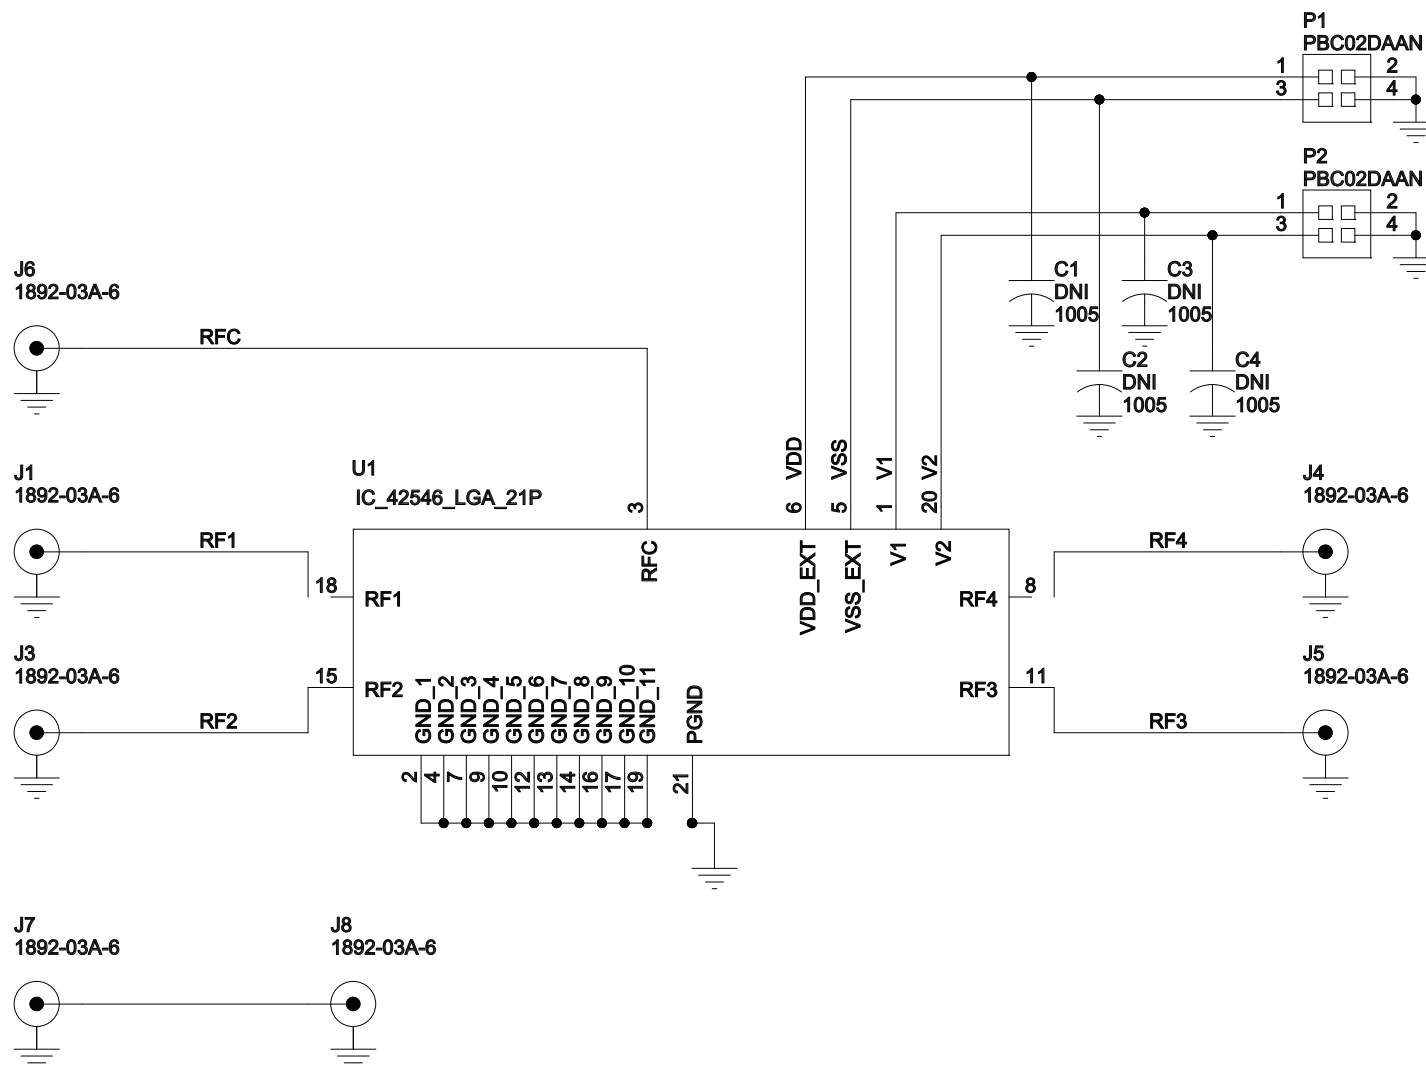 P1
PBC02DAAN
1
2
3
4
P2
PBC02DAAN
1
2
3
4
J6
1892-03A-6
RFC
C1
DNI
1005
C3
DNI
1005
C2
DNI
1005
C4
DNI
1005
J1
1892-03A-6
RF1
U1
IC_42546_LGA_21P
3
6 VDD
5 VSS
1 V1
20 V2
J4
1892-03A-6
RF4
RFC
VDD_EXT
VSS_EXT
V1
V2
18
RF1
RF4
8
J3
1892-03A-6
RF2
15
RF2
RF3
11
J5
1892-03A-6
RF3
GND_1
GND_2
GND_3
GND_4
GND_5
GND_6
GND_7
GND_8
GND_9
GND_10
GND_11
PGND
2
4
7
9
10
12
13
14
16
17
19
21
J7
1892-03A-6
J8
1892-03A-6